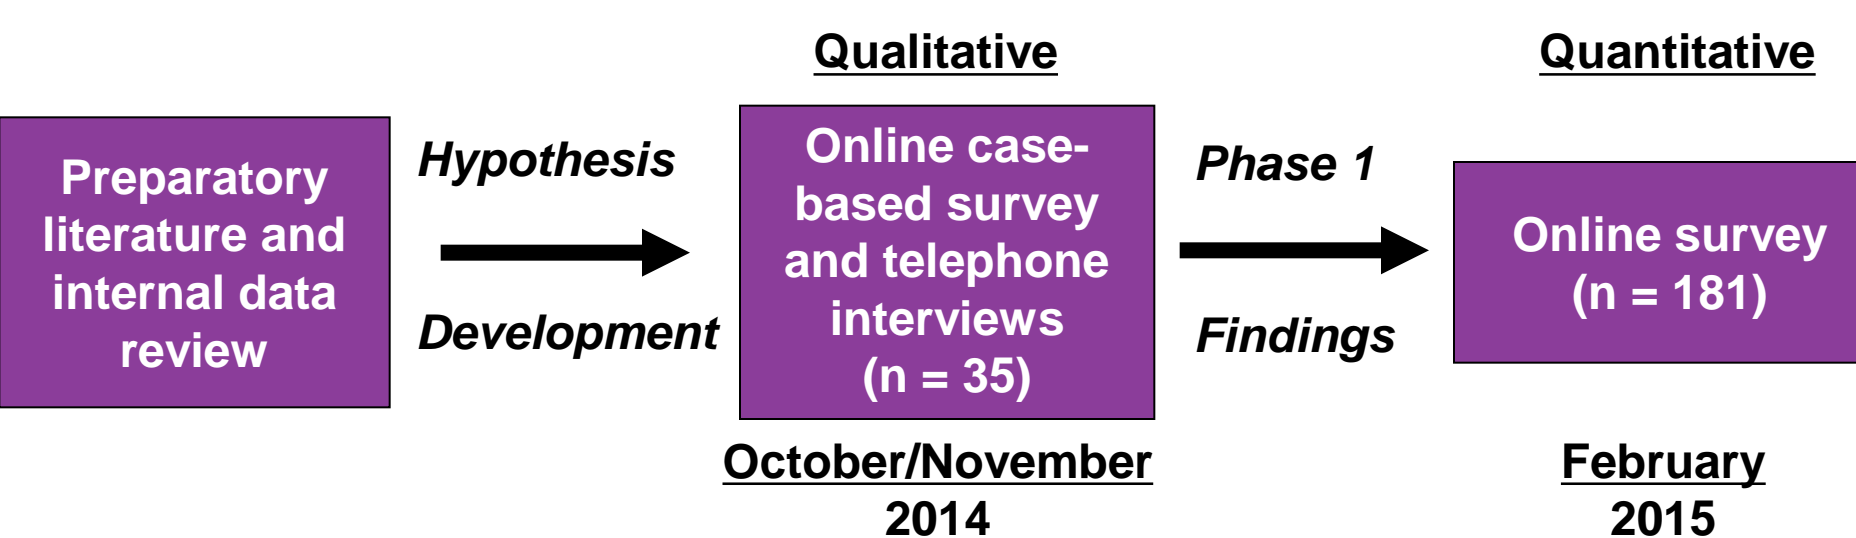 Qualitative
Quantitative
Preparatory
literature and
internal data
review
Hypothesis
Development
Online case-
based survey
and telephone
interviews
(n = 35)
Phase 1
Findings
Online survey
(n = 181)
October/November
2014
February
2015